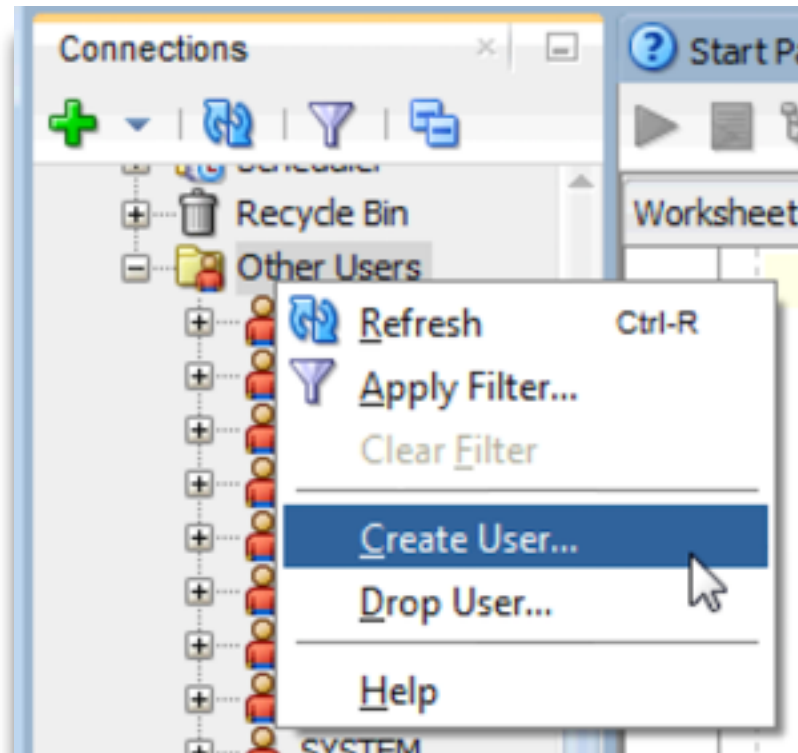 Connections
Start Pa
Scheduler
Recycle Bin
Worksheet
Other Users
Refresh Ctrl-R
Apply Filter...
Clear Filter
Create User...
Drop User...
Help
SYSTEM